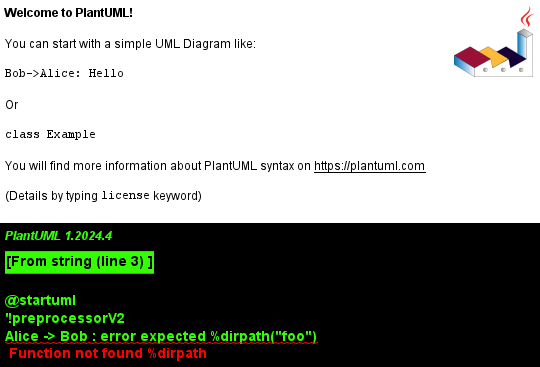 Welcome to PlantUML!
You can start with a simple UML Diagram like:
Bob->Alice: Hello
Or
class Example
You will find more information about PlantUML syntax on https://plantuml.com
(Details by typing license keyword)
PlantUML 1.2024.4
[From string (line 3) ]
@startuml
'!preprocessorV2
Alice -> Bob : error expected %dirpath("foo")
Function not found %dirpath